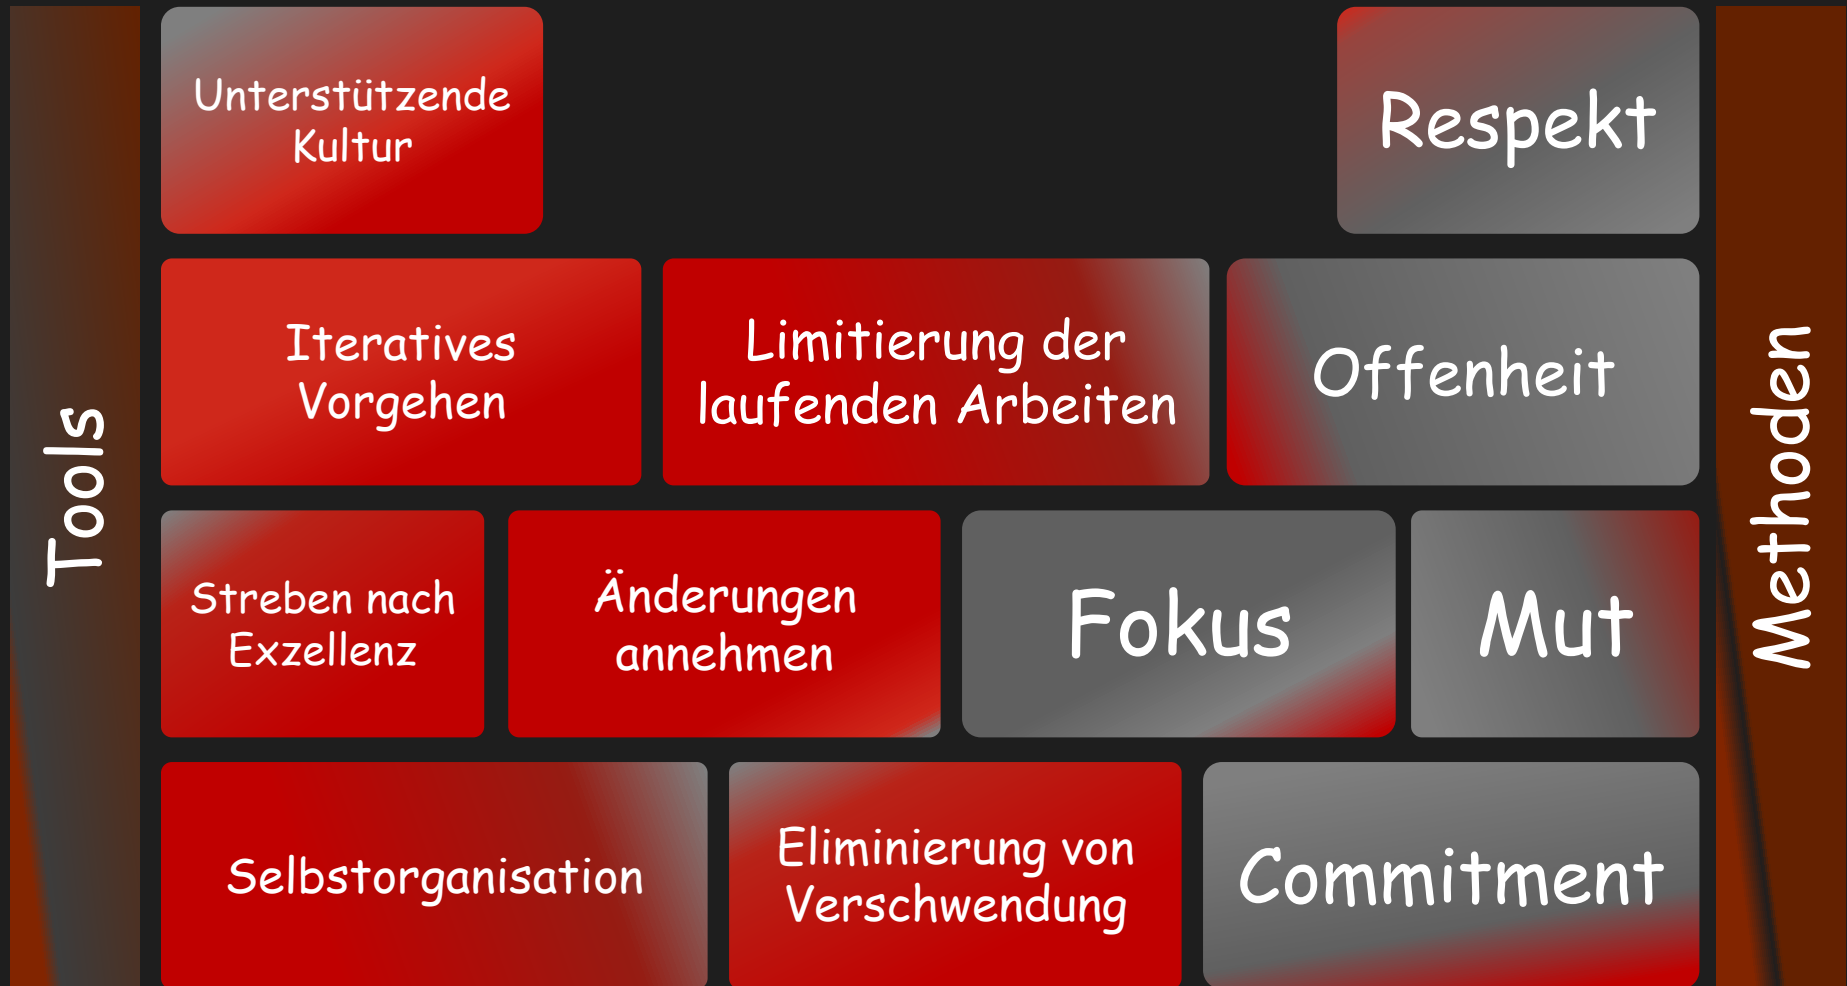 Tools
Unterstützende
Kultur
Respekt
Iteratives
Vorgehen
Limitierung der
laufenden Arbeiten
Offenheit
Streben nach
Exzellenz
Änderungen
annehmen
Fokus
Mut
Selbstorganisation
Eliminierung von
Verschwendung
Commitment
Methoden